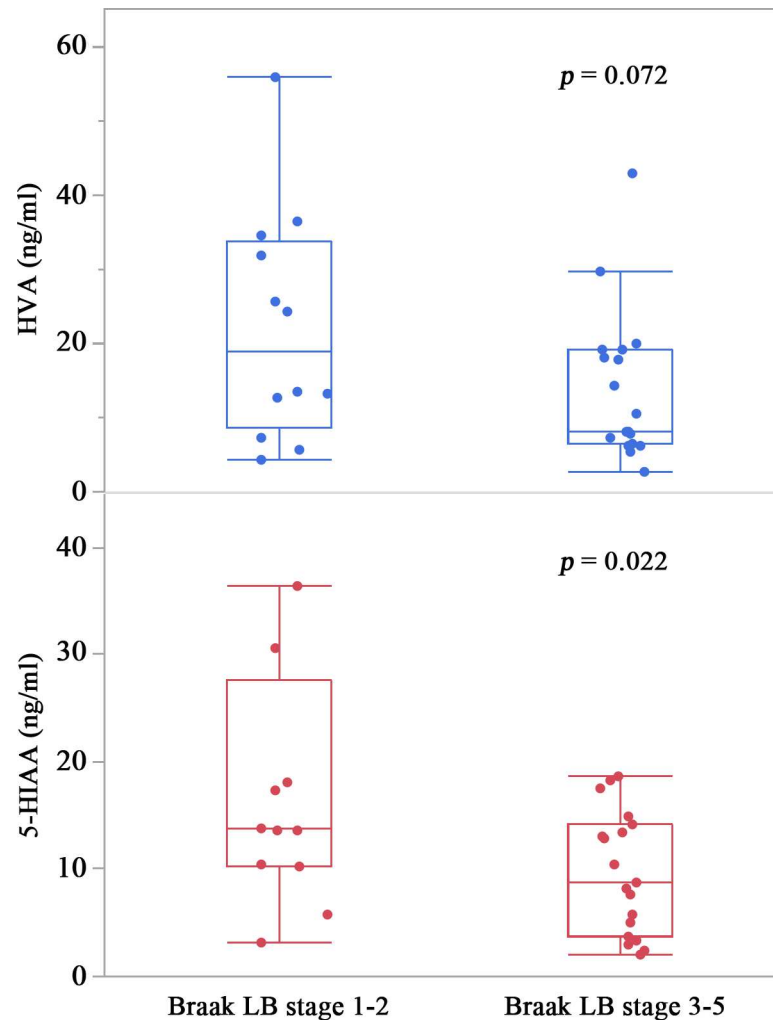 60
p = 0.072
40
HVA (ng/ml)
20
0
40
p = 0.022
30
5-HIAA (ng/ml)
20
10
0
Braak LB stage 1-2 Braak LB stage 3-5